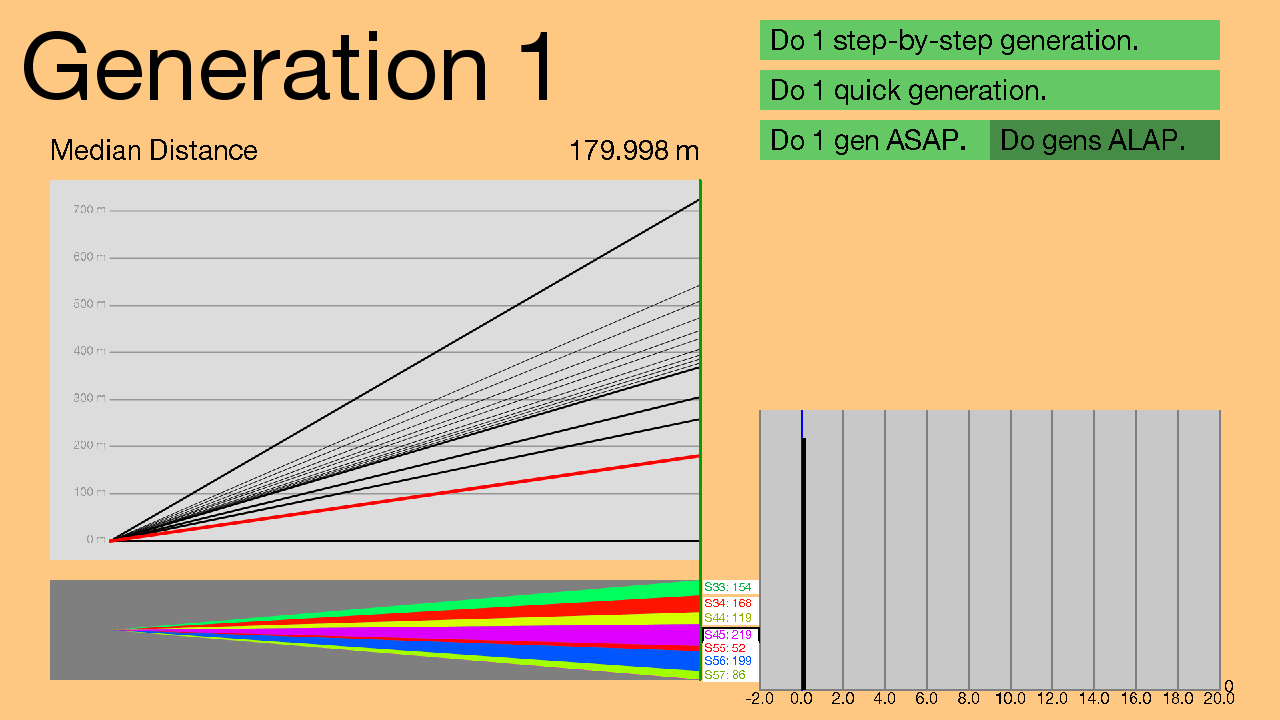 Generation 1
Do 1 step-by-step generation.
Do 1 quick generation.
Do 1 gen ASAP. Do gens ALAP.
Median Distance 179.998 m
700 m
600 m
500 m
400 m
300 m
200 m
100 m
0 m
S33: 154
S34: 168
S44: 119
S45: 219
S55: 52
S56: 199
S57: 86
0
-2.0 0.0 2.0 4.0 6.0 8.0 10.0 12.0 14.0 16.0 18.0 20.0